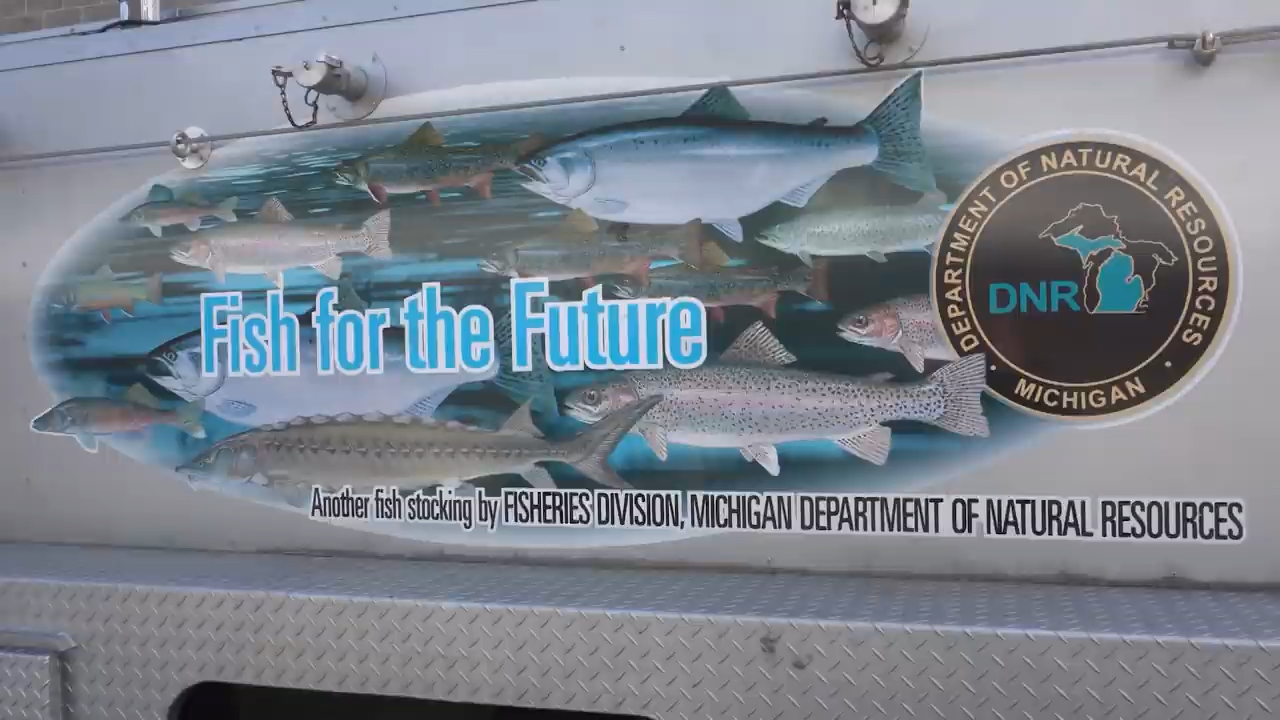 Fish for the Future
DEPARTMENT OF NATURAL RESOURCES
DNR
• MICHIGAN •
Another fish stocking by FISHERIES DIVISION, MICHIGAN DEPARTMENT OF NATURAL RESOURCES